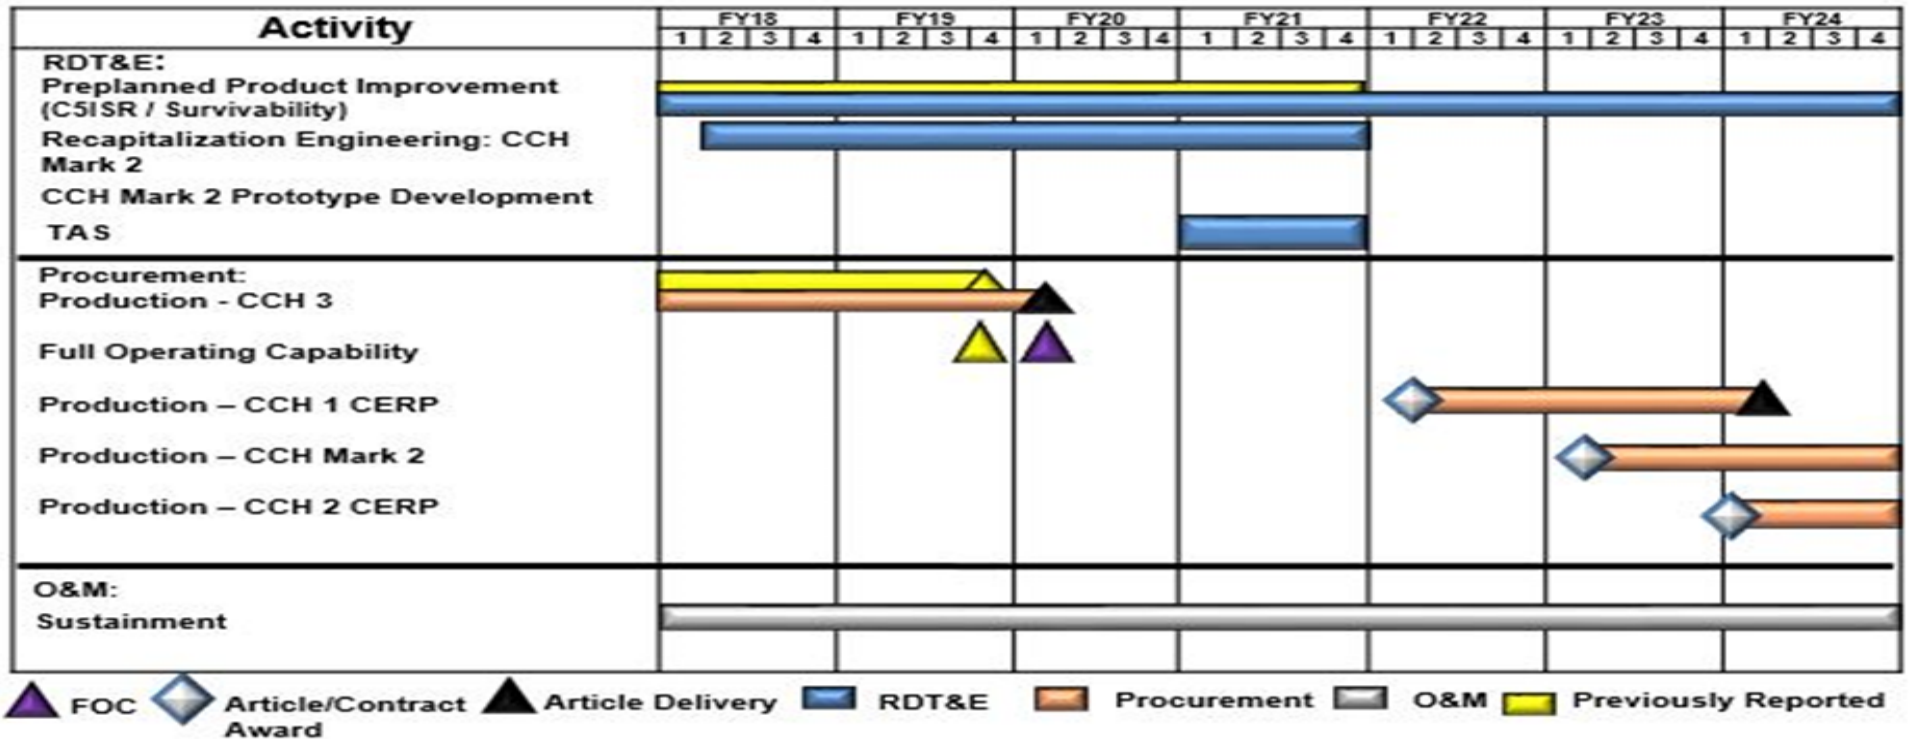 Activity FY18 FY19 FY20 FY21 FY22 FY23 FY24
1 2 3 4 1 2 3 4 1 2 3 4 1 2 3 4 1 2 3 4 1 2 3 4 1 2 3 4
RDT&E:
Preplanned Product Improvement
(C5ISR / Survivability)
Recapitalization Engineering: CCH
Mark 2
CCH Mark 2 Prototype Development
TAS
Procurement:
Production - CCH 3
Full Operating Capability
Production – CCH 1 CERP
Production – CCH Mark 2
Production – CCH 2 CERP
O&M:
Sustainment
FOC Article/Contract Article Delivery RDT&E Procurement O&M Previously Reported
Award